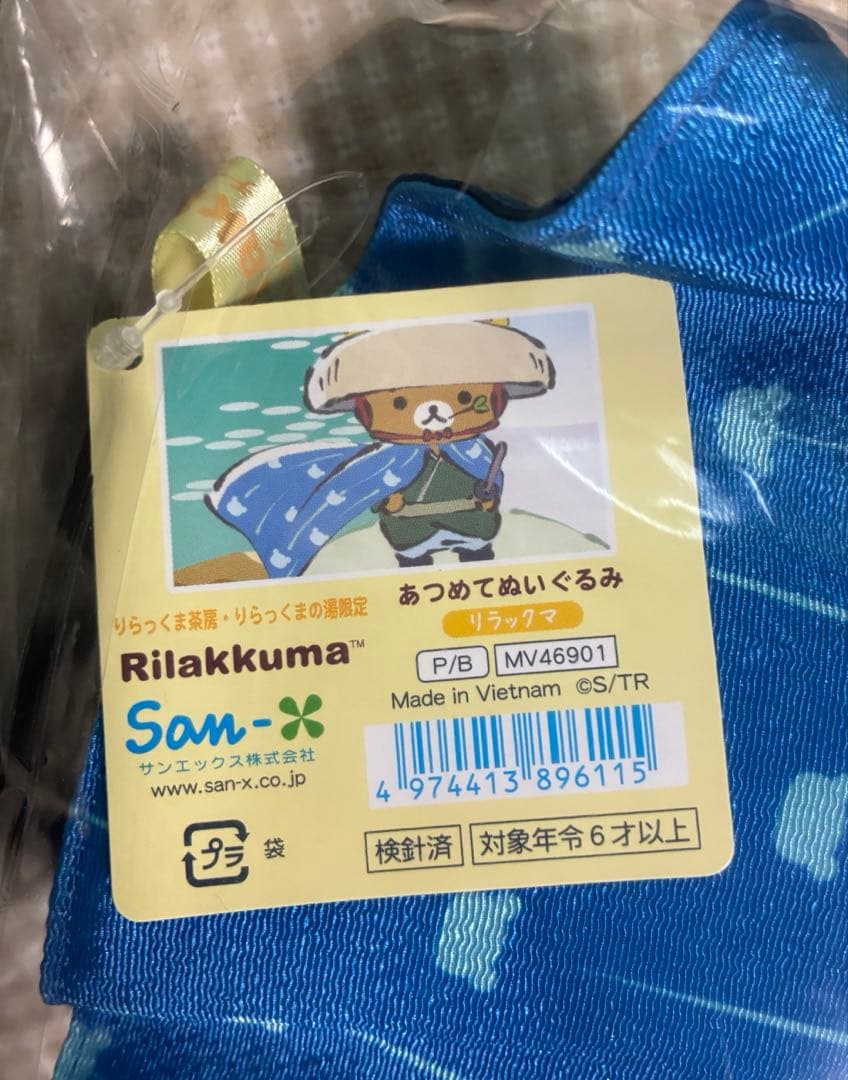 りらっくま茶房・りらっくまの湯限定
あつめてぬいぐるみ
リラックマ
Rilakkuma™
P/B MV46901
Made in Vietnam ©S/TR
San-X
サンエックス株式会社
www.san-x.co.jp
4 974413 896115
プラ 袋
検針済 対象年令6才以上